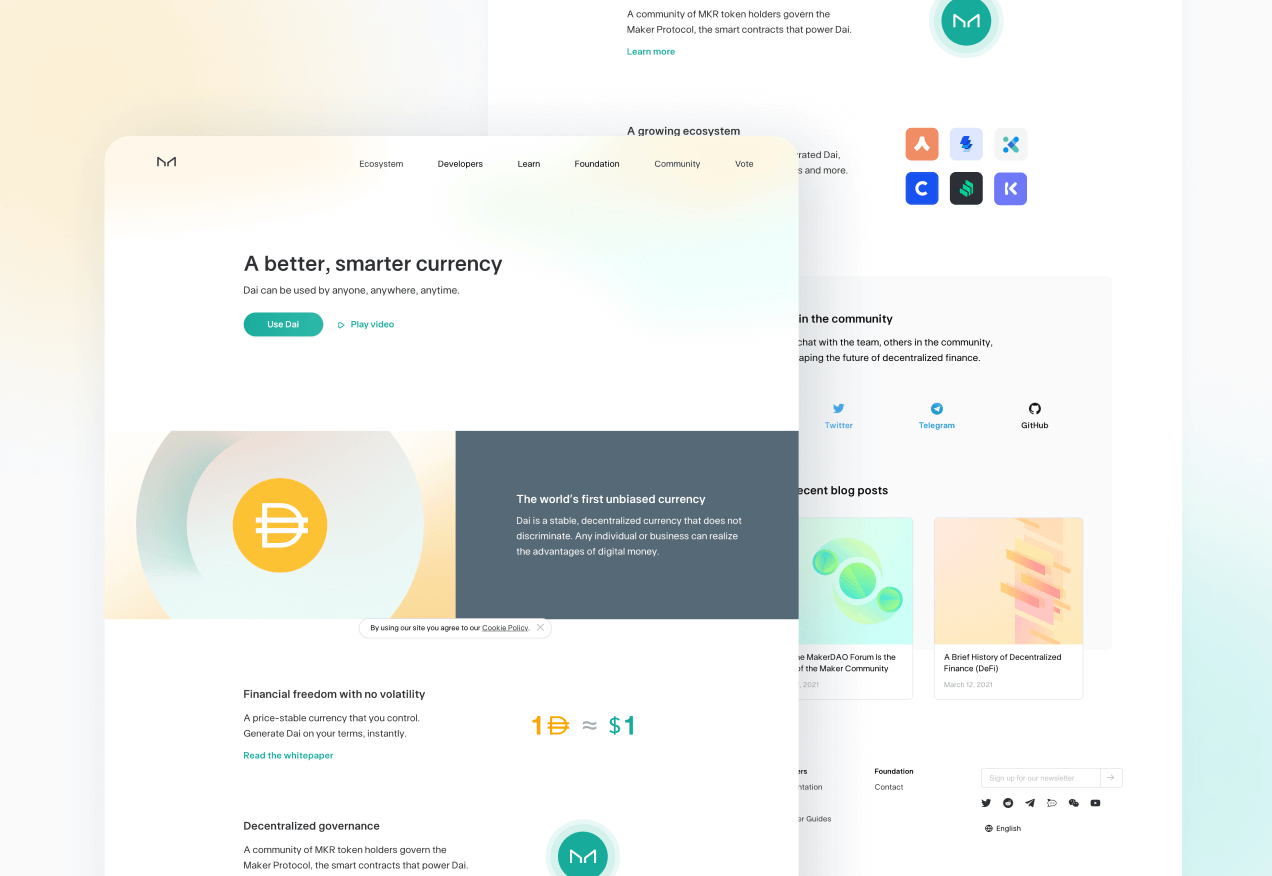 A community of MKR token holders govern the
Maker Protocol, the smart contracts that power Dai.
Learn more
A growing ecosystem
Dai,
and more.
in the community
chat with the team, others in the community,
the future of decentralized finance.
Twitter
Telegram
GitHub
blog posts
MakerDAO Forum Is the
of the Maker Community
2021
A Brief History of Decentralized
Finance (DeFi)
March 12, 2021
Guides
Foundation
Contact
Sign up for our newsletter
English
Ecosystem
Developers
Learn
Foundation
Community
Vote
A better, smarter currency
Dai can be used by anyone, anywhere, anytime.
Use Dai
Play video
The world's first unbiased currency
Dai is a stable, decentralized currency that does not
discriminate. Any individual or business can realize
the advantages of digital money.
By using our site you agree to our Cookie Policy.
Financial freedom with no volatility
A price-stable currency that you control.
Generate Dai on your terms, instantly.
Read the whitepaper
1 ≈ $1
Decentralized governance
A community of MKR token holders govern the
Maker Protocol, the smart contracts that power Dai.